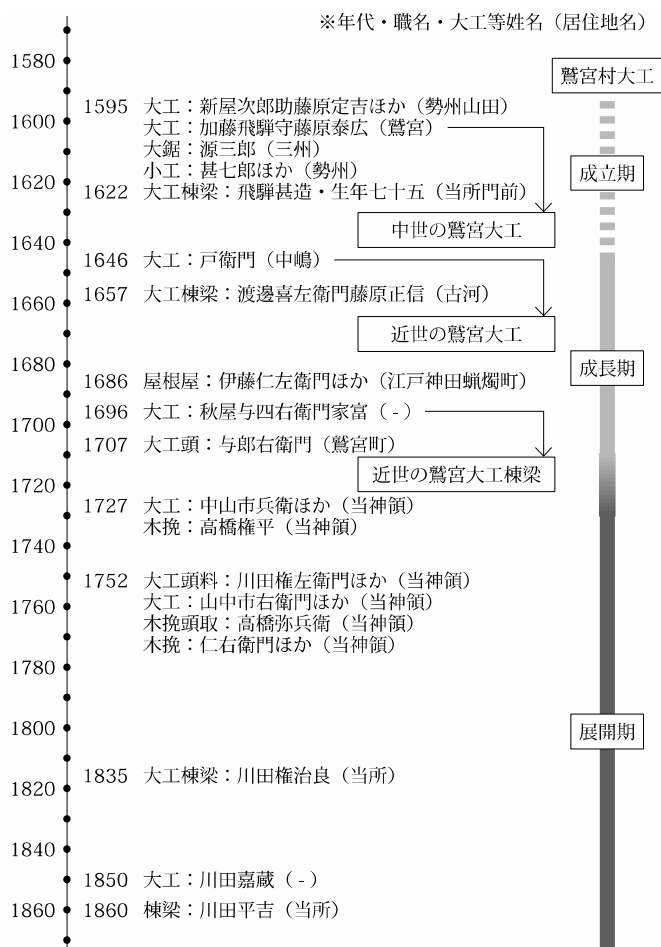 ※年代・職名・大工等姓名（居住地名）
1580
鷲宮村大工
1595 大工：新屋次郎助藤原定吉ほか（勢州山田）
1600
大工：加藤飛騨守藤原泰広（鷲宮）
大鋸：源三郎（三州）
小工：甚七郎ほか（勢州）
成立期
1620
1622 大工棟梁：飛騨甚造・生年七十五（当所門前）
中世の鷲宮大工
1640
1646 大工：戸衛門（中嶋）
1657 大工棟梁：渡邊喜左衛門藤原正信（古河）
1660
近世の鷲宮大工
1680
成長期
1686 屋根屋：伊藤仁左衛門ほか（江戸神田蝋燭町）
1696 大工：秋屋与四右衛門家富（-）
1700
1707 大工頭：与郎右衛門（鷲宮町）
近世の鷲宮大工棟梁
1720
1727 大工：中山市兵衛ほか（当神領）
木挽：高橋権平（当神領）
1740
1752 大工頭料：川田権左衛門ほか（当神領）
1760
大工：山中市右衛門ほか（当神領）
木挽頭取：高橋弥兵衛（当神領）
木挽：仁右衛門ほか（当神領）
1780
1800
展開期
1835 大工棟梁：川田権治良（当所）
1820
1840
1850 大工：川田嘉蔵（-）
1860
1860 棟梁：川田平吉（当所）